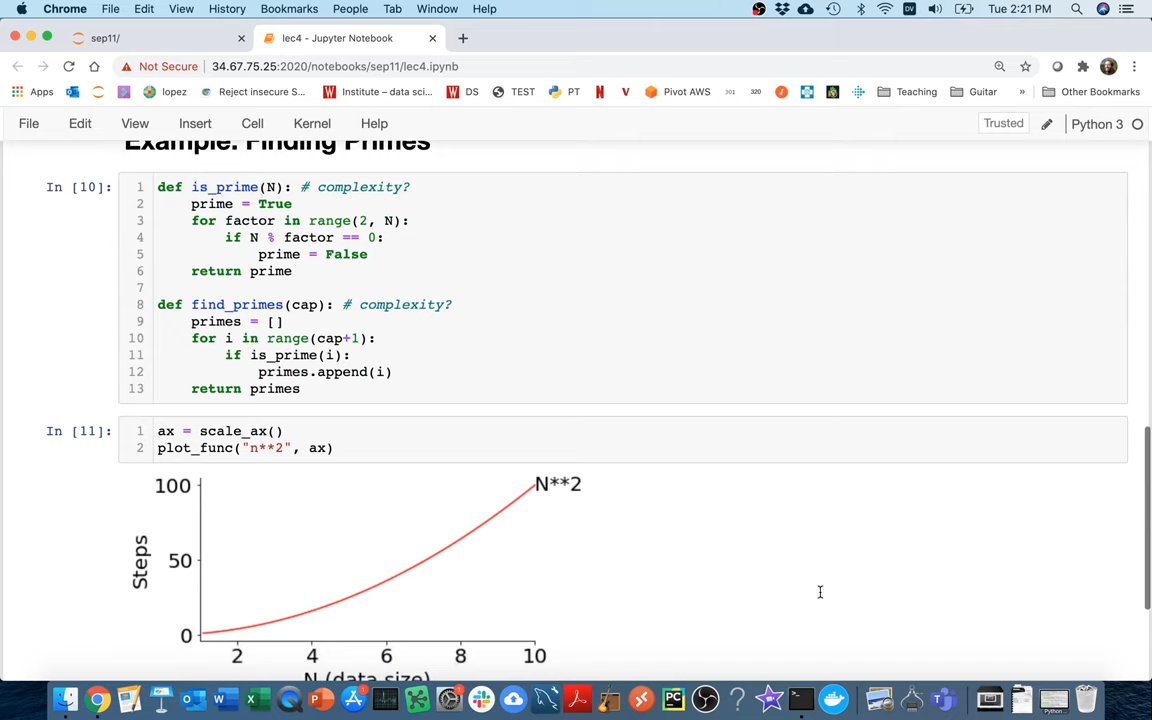 Chrome File Edit View History Bookmarks People Tab Window Help DV Tue 2:21 PM
sep11/ lec4 - Jupyter Notebook
Not Secure 34.67.75.25:2020/notebooks/sep11/lec4.ipynb
Apps lopez Reject insecure S... Institute – data sci... DS TEST PT Pivot AWS 301 320 Teaching Guitar » Other Bookmarks
File Edit View Insert Cell Kernel Help Trusted Python 3
Example: Finding Primes
In [10]:
1 def is_prime(N): # complexity?
2 prime = True
3 for factor in range(2, N):
4 if N % factor == 0:
5 prime = False
6 return prime
7
8 def find_primes(cap): # complexity?
9 primes = []
10 for i in range(cap+1):
11 if is_prime(i):
12 primes.append(i)
13 return primes
In [11]:
1 ax = scale_ax()
2 plot_func("n**2", ax)
100
N**2
50
Steps
0
2 4 6 8 10
N (data size)